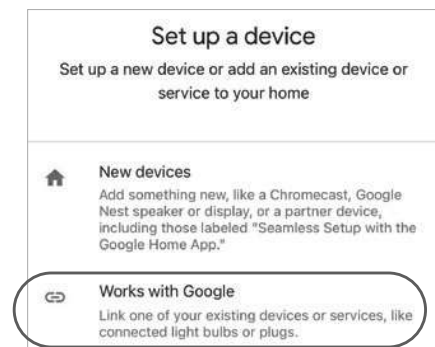 Set up a device
Set up a new device or add an existing device or
service to your home
New devices
Add something new, like a Chromecast, Google
Nest speaker or display, or a partner device,
including those labeled "Seamless Setup with the
Google Home App."
Works with Google
Link one of your existing devices or services, like
connected light bulbs or plugs.